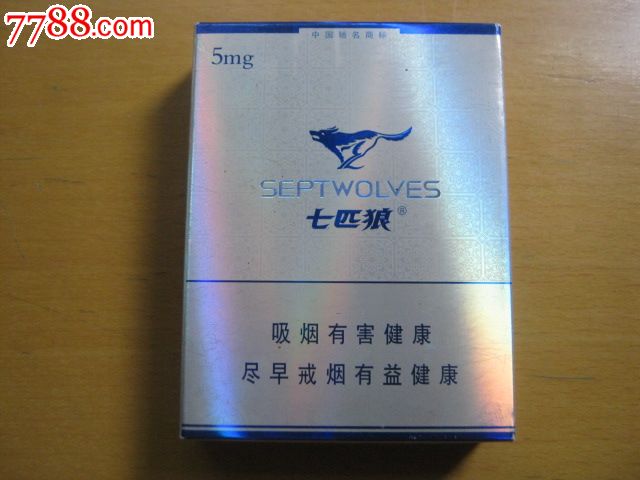 7788.com
中国驰名商标
5mg
SEPTWOLVES
七匹狼®
吸烟有害健康
尽早戒烟有益健康